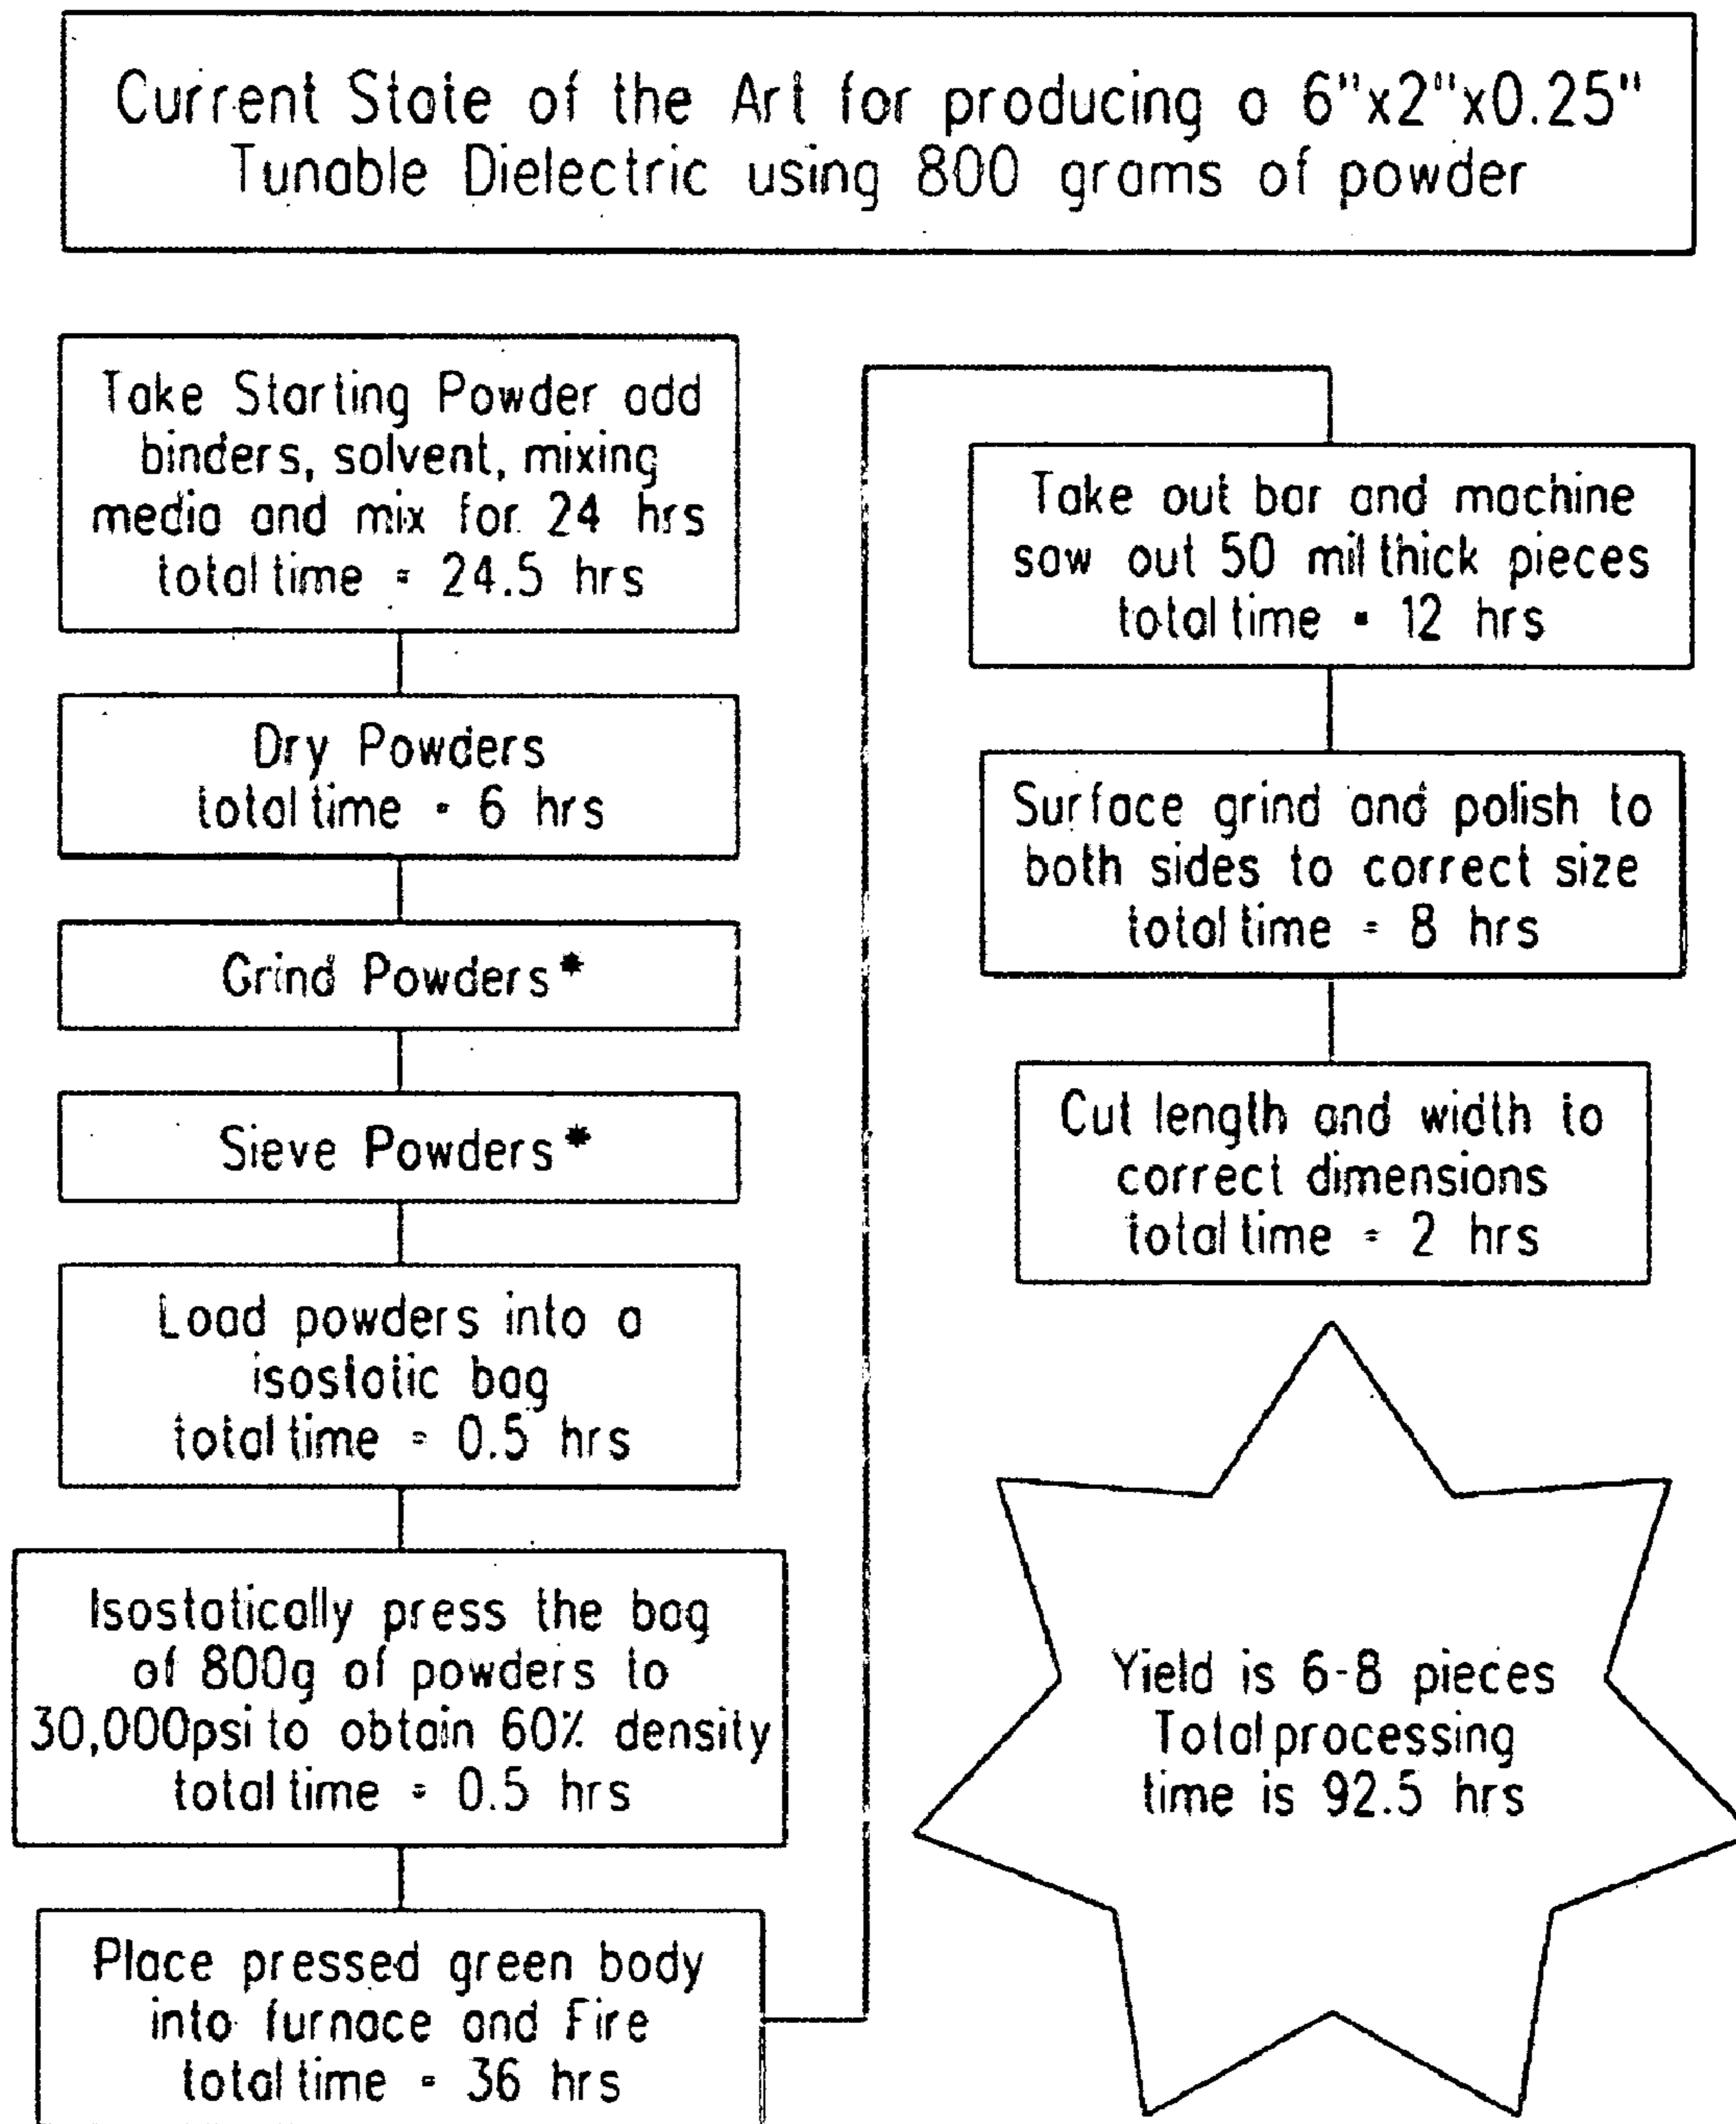 Current State of the Art for producing a 6"x2"x0.25"
Tunable Dielectric using 800 grams of powder
Take Starting Powder add
binders, solvent, mixing
media and mix for 24 hrs
total time = 24.5 hrs
Dry Powders
total time = 6 hrs
Grind Powders*
Sieve Powders*
Load powders into a
isostatic bag
total time = 0.5 hrs
Isostatically press the bag
of 800g of powders to
30,000psi to obtain 60% density
total time = 0.5 hrs
Place pressed green body
into furnace and Fire
total time = 36 hrs
Take out bar and machine
saw out 50 mil thick pieces
total time = 12 hrs
Surface grind and polish to
both sides to correct size
total time = 8 hrs
Cut length and width to
correct dimensions
total time = 2 hrs
Yield is 6-8 pieces
Total processing
time is 92.5 hrs